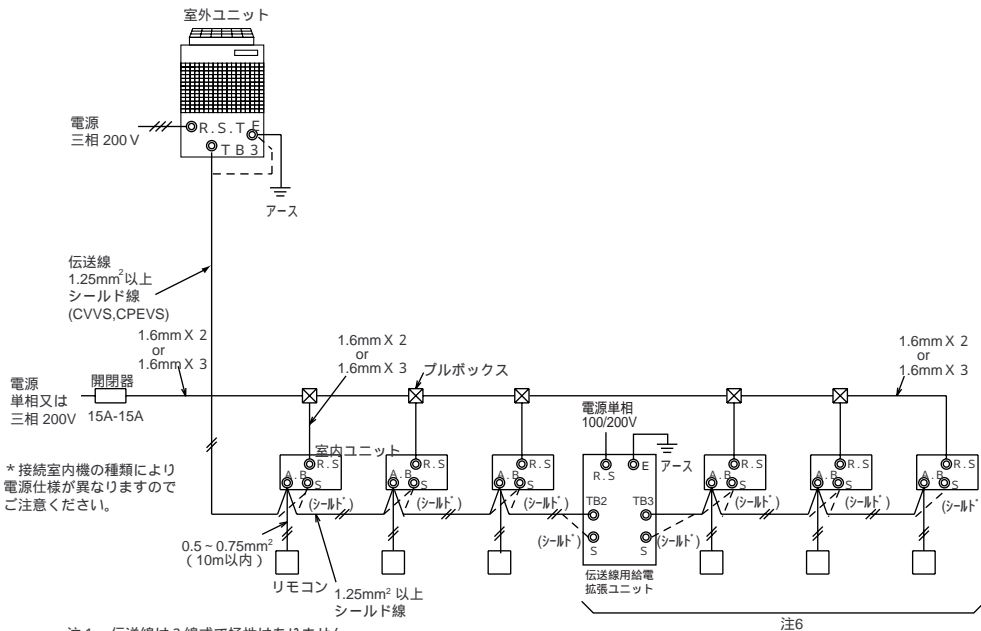 室外ユニット
電源
三相 200V
R.S.T E
TB3
アース
伝送線
1.25mm²以上
シールド線
(CVVS,CPEVS)
1.6mm X 2
or
1.6mm X 3
1.6mm X 2
or
1.6mm X 3
プルボックス
1.6mm X 2
or
1.6mm X 3
電源
単相又は
三相 200V
開閉器
15A-15A
電源単相
100/200V
R.S
E
アース
室内ユニット
R.S
A.B
S
R.S
A.B
S
R.S
A.B
S
R.S
A.B
S
R.S
A.B
S
R.S
A.B
S
*接続室内機の種類により
電源仕様が異なりますので
ご注意ください。
(シールド)
(シールド)
(シールド)
TB2
TB3
(シールド)
(シールド)
(シールド)
(シールド)
(シールド)
S
S
0.5~0.75mm²
(10m以内)
リモコン
1.25mm² 以上
シールド線
伝送線用給電
拡張ユニット
注6